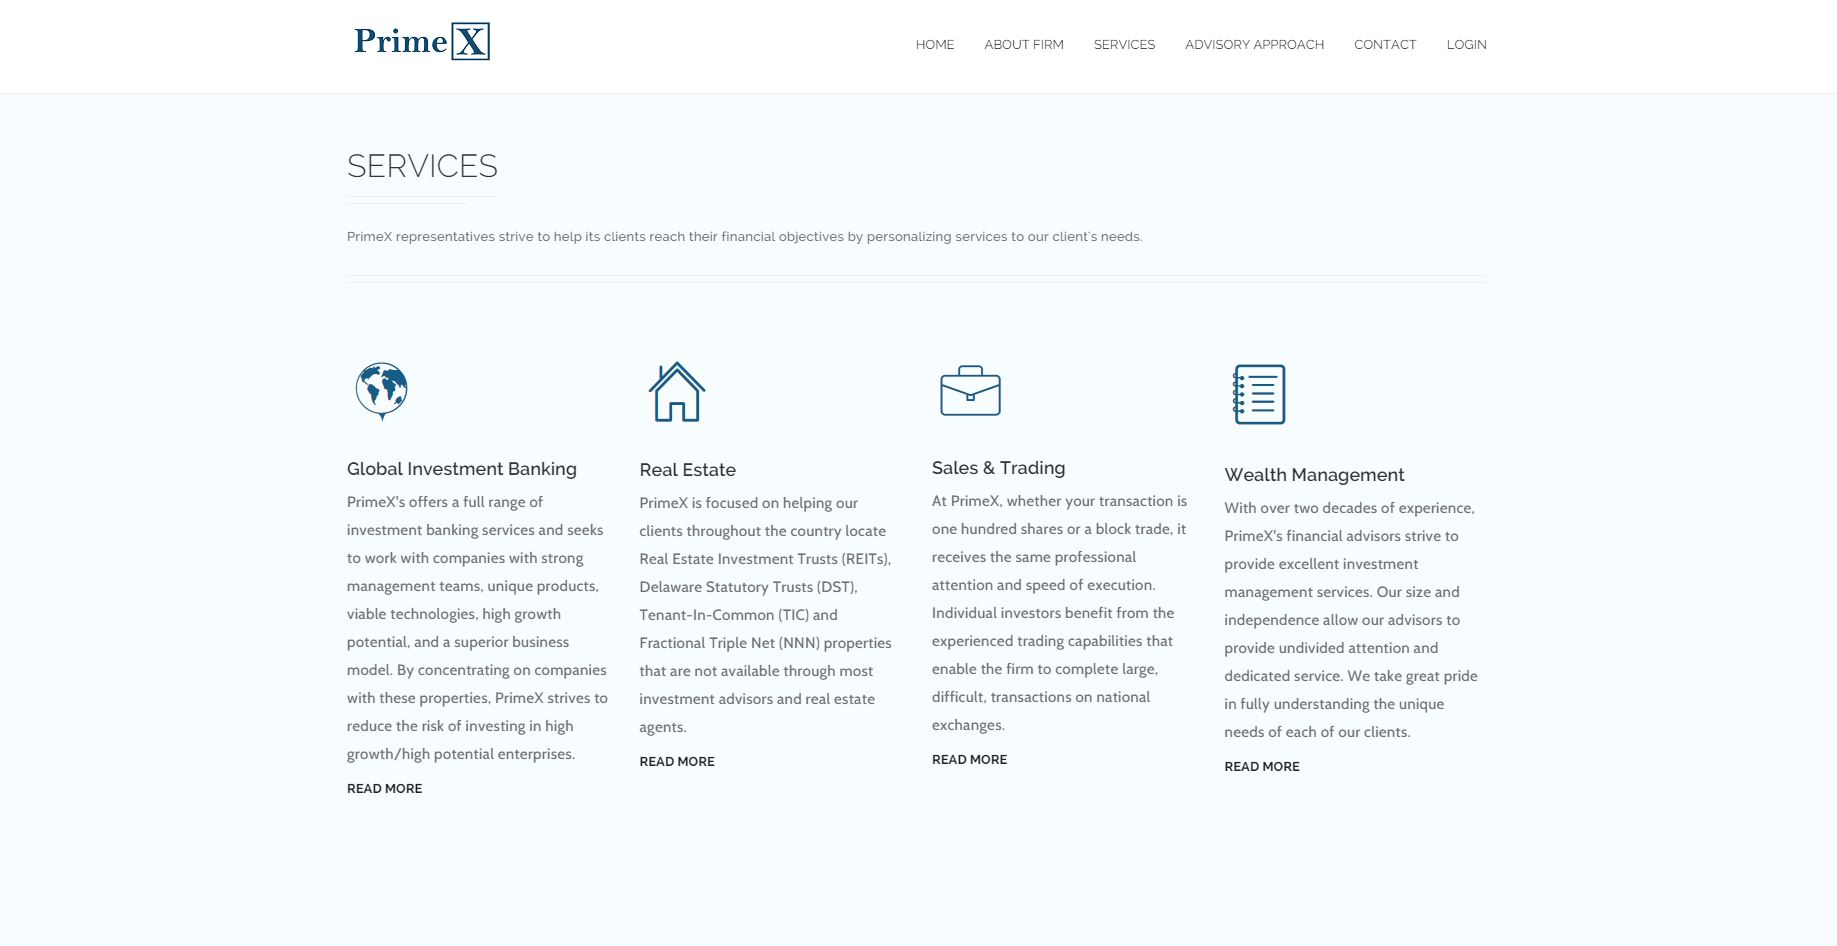 Prime X
HOME ABOUT FIRM SERVICES ADVISORY APPROACH CONTACT LOGIN
SERVICES
PrimeX representatives strive to help its clients reach their financial objectives by personalizing services to our client's needs.
Global Investment Banking
PrimeX's offers a full range of
investment banking services and seeks
to work with companies with strong
management teams, unique products,
viable technologies, high growth
potential, and a superior business
model. By concentrating on companies
with these properties, PrimeX strives to
reduce the risk of investing in high
growth/high potential enterprises.
READ MORE
Real Estate
PrimeX is focused on helping our
clients throughout the country locate
Real Estate Investment Trusts (REITs),
Delaware Statutory Trusts (DST),
Tenant-In-Common (TIC) and
Fractional Triple Net (NNN) properties
that are not available through most
investment advisors and real estate
agents.
READ MORE
Sales & Trading
At PrimeX, whether your transaction is
one hundred shares or a block trade, it
receives the same professional
attention and speed of execution.
Individual investors benefit from the
experienced trading capabilities that
enable the firm to complete large,
difficult, transactions on national
exchanges.
READ MORE
Wealth Management
With over two decades of experience,
PrimeX's financial advisors strive to
provide excellent investment
management services. Our size and
independence allow our advisors to
provide undivided attention and
dedicated service. We take great pride
in fully understanding the unique
needs of each of our clients.
READ MORE